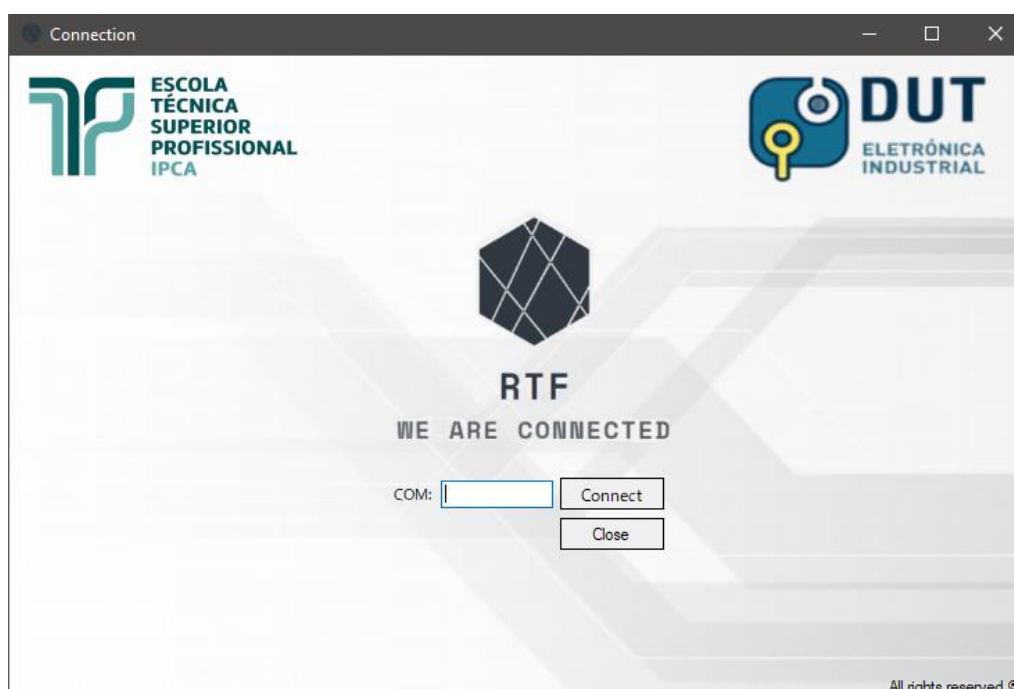 Connection
ESCOLA
TÉCNICA
SUPERIOR
PROFISSIONAL
IPCA
DUT
ELETRÓNICA
INDUSTRIAL
RTF
WE ARE CONNECTED
COM:
Connect
Close
All rights reserved ©